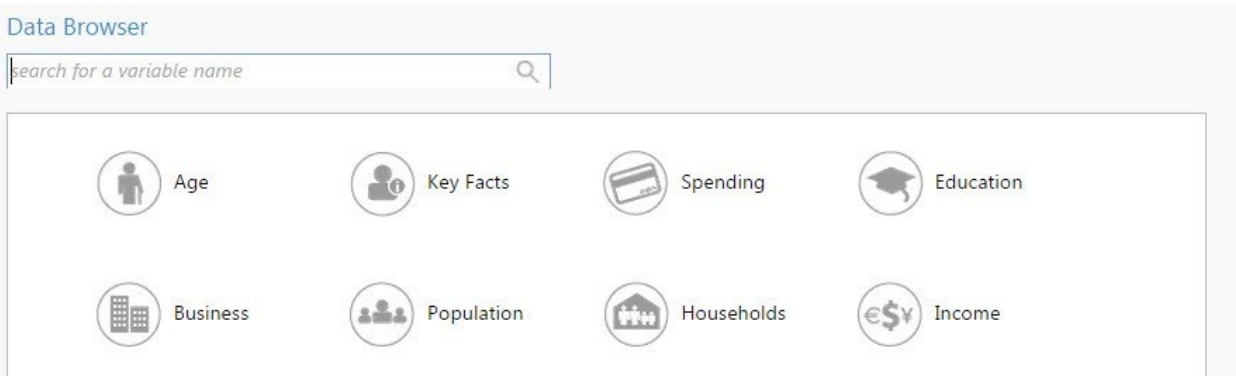 Data Browser
search for a variable name
Age
Key Facts
Spending
Education
Business
Population
Households
€$¥ Income